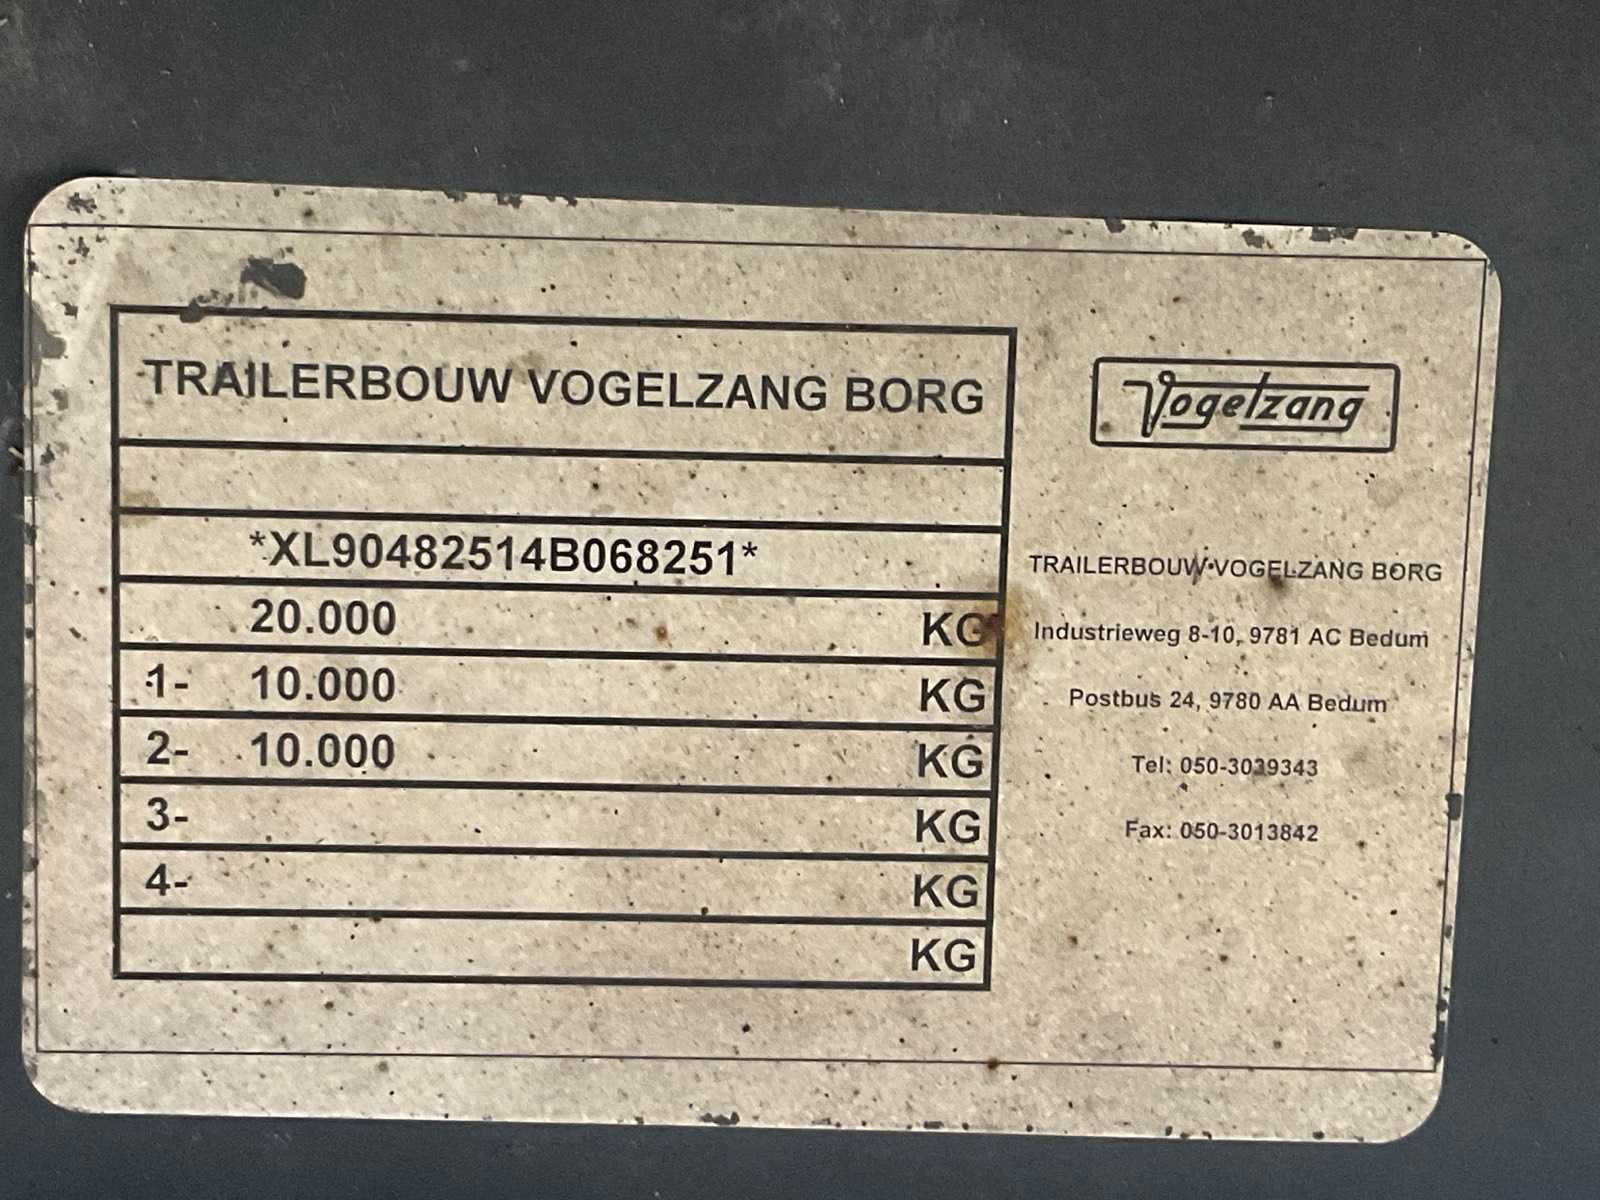 TRAILERBOUW VOGELZANG BORG
*XL90482514B068251*
20.000 KG
1- 10.000 KG
2- 10.000 KG
3- KG
4- KG
KG
Vogelzang
TRAILERBOUW VOGELZANG BORG
Industrieweg 8-10, 9781 AC Bedum
Postbus 24, 9780 AA Bedum
Tel: 050-3039343
Fax: 050-3013842